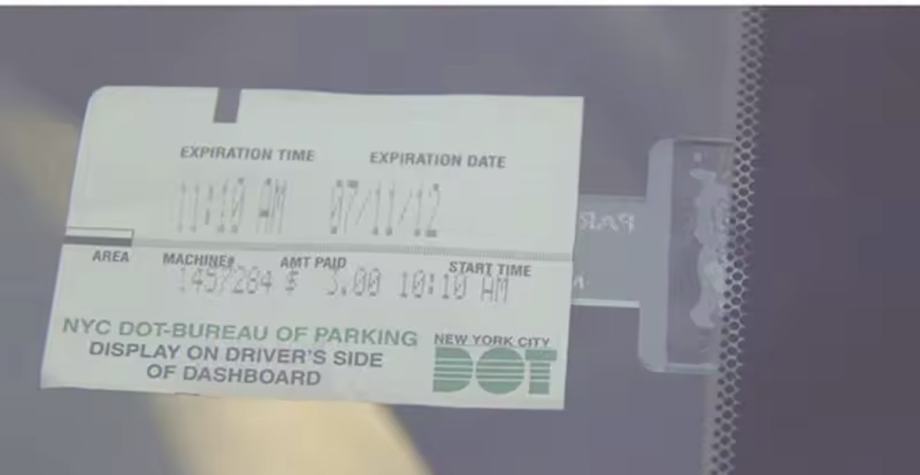 EXPIRATION TIME EXPIRATION DATE
11:10 AM 07/11/12
AREA MACHINE# AMT PAID START TIME
1457284 $ 3.00 10:10 AM
NYC DOT-BUREAU OF PARKING
DISPLAY ON DRIVER'S SIDE
OF DASHBOARD
NEW YORK CITY
DOT